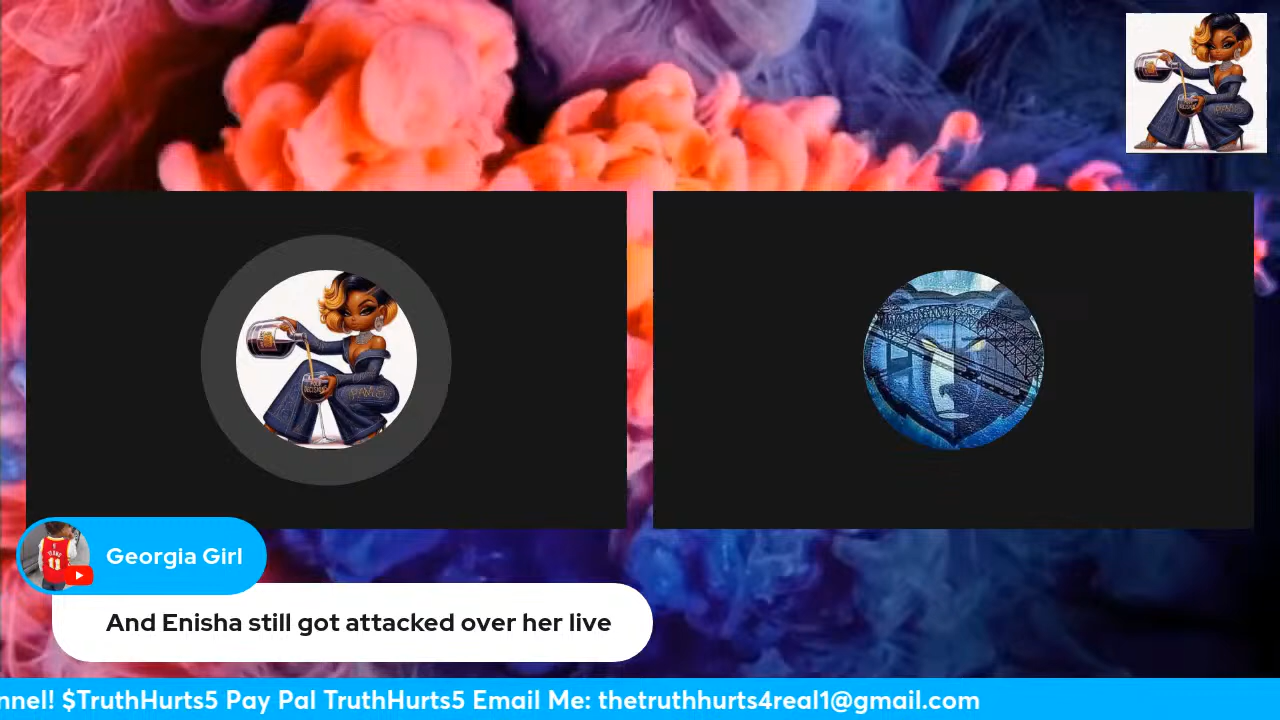 Georgia Girl
And Enisha still got attacked over her live
nnel! $TruthHurts5 Pay Pal TruthHurts5 Email Me: thetruthhurts4real1@gmail.com